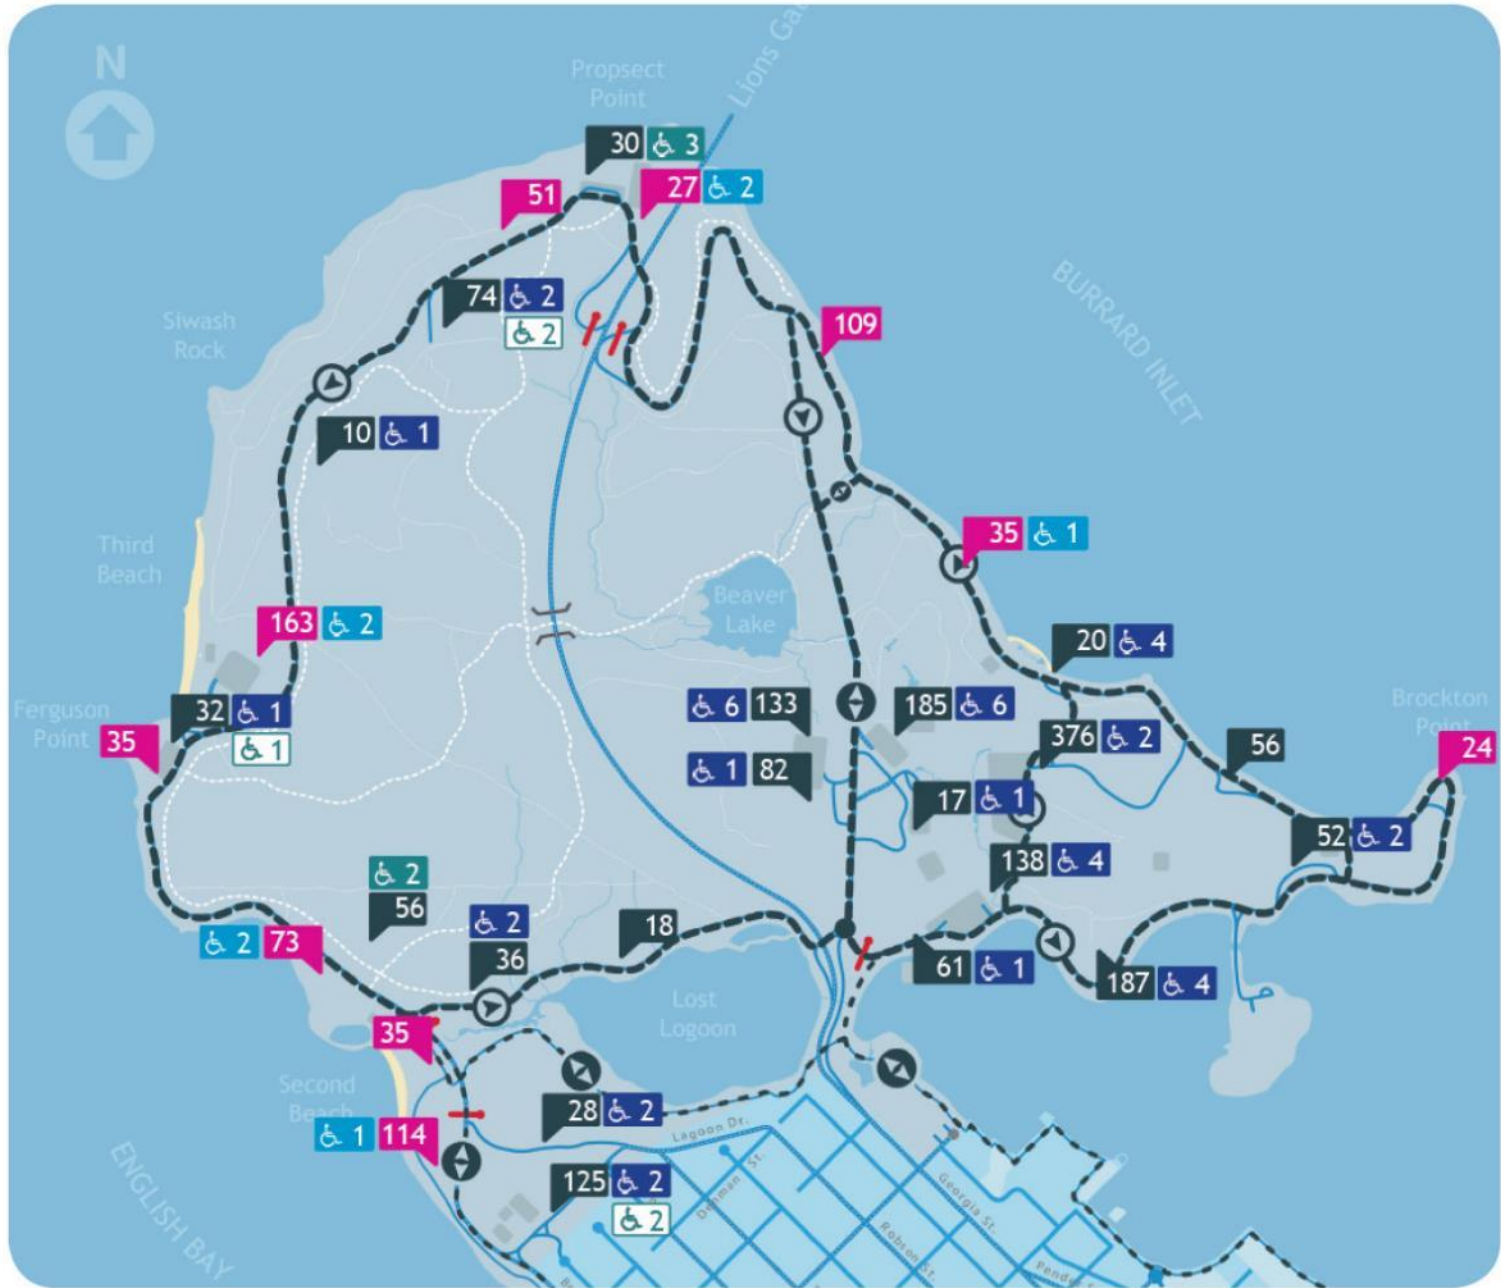 N
Propsect
Point
Lions Ga
30 3
51
27 2
74 2
2
Siwash
Rock
109
BURRARD INLET
10 1
35 1
Third
Beach
Beaver
Lake
163 2
20 4
Ferguson
Point
32 1
1
35
6 133
185 6
376 2
56
Brockton
Point
24
1 82
17 1
52 2
138 4
2
56
2
36
18
2 73
61 1
187 4
Lost
Logoon
35
Second
Beach
28 2
1 114
Lagoon Dr.
125 2
2
Denman St.
Georgia St.
Robson St.
ENGLISH BAY